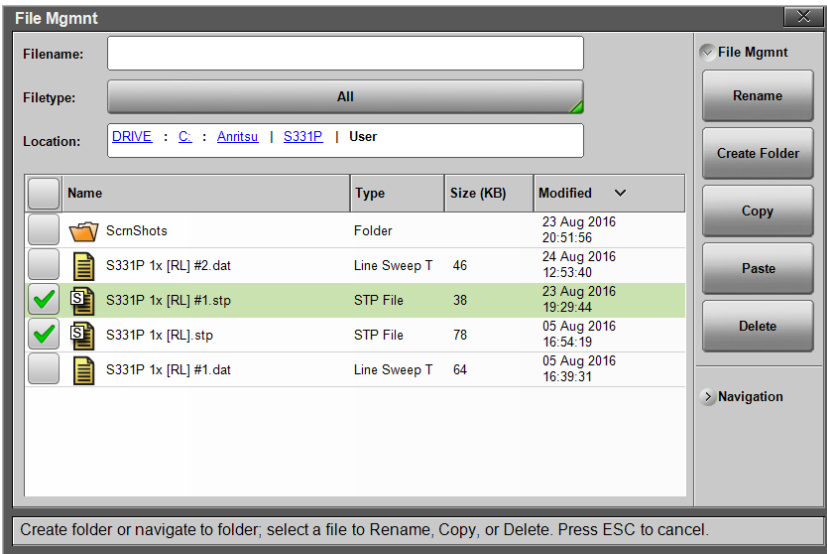 File Mgmnt
Filename:
Filetype: All
Location: DRIVE : C: : Anritsu | S331P | User
Name Type Size (KB) Modified
ScrnShots Folder 23 Aug 2016
20:51:56
S331P 1x [RL] #2.dat Line Sweep T 46 24 Aug 2016
12:53:40
S331P 1x [RL] #1.stp STP File 38 23 Aug 2016
19:29:44
S331P 1x [RL].stp STP File 78 05 Aug 2016
16:54:19
S331P 1x [RL] #1.dat Line Sweep T 64 05 Aug 2016
16:39:31
File Mgmnt
Rename
Create Folder
Copy
Paste
Delete
Navigation
Create folder or navigate to folder; select a file to Rename, Copy, or Delete. Press ESC to cancel.